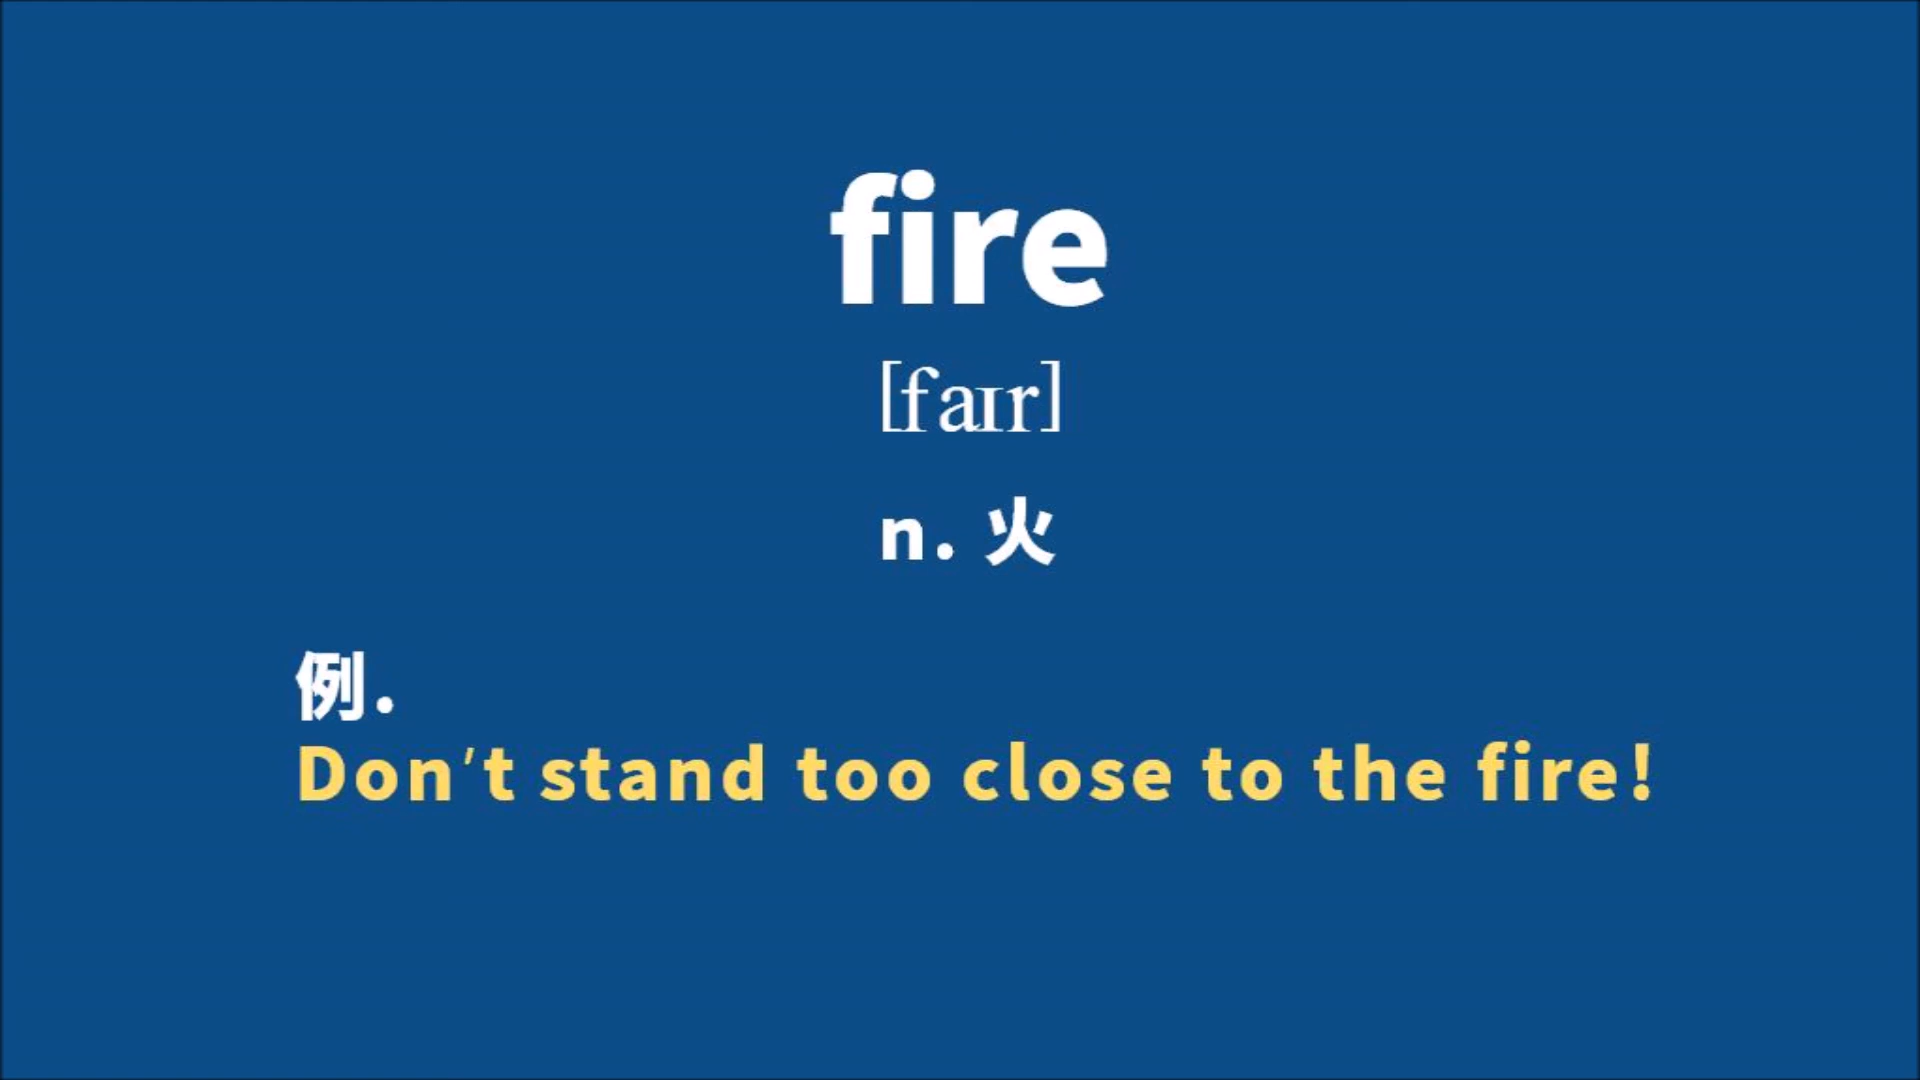 fire
[faɪr]
n. 火
例.
Don't stand too close to the fire!